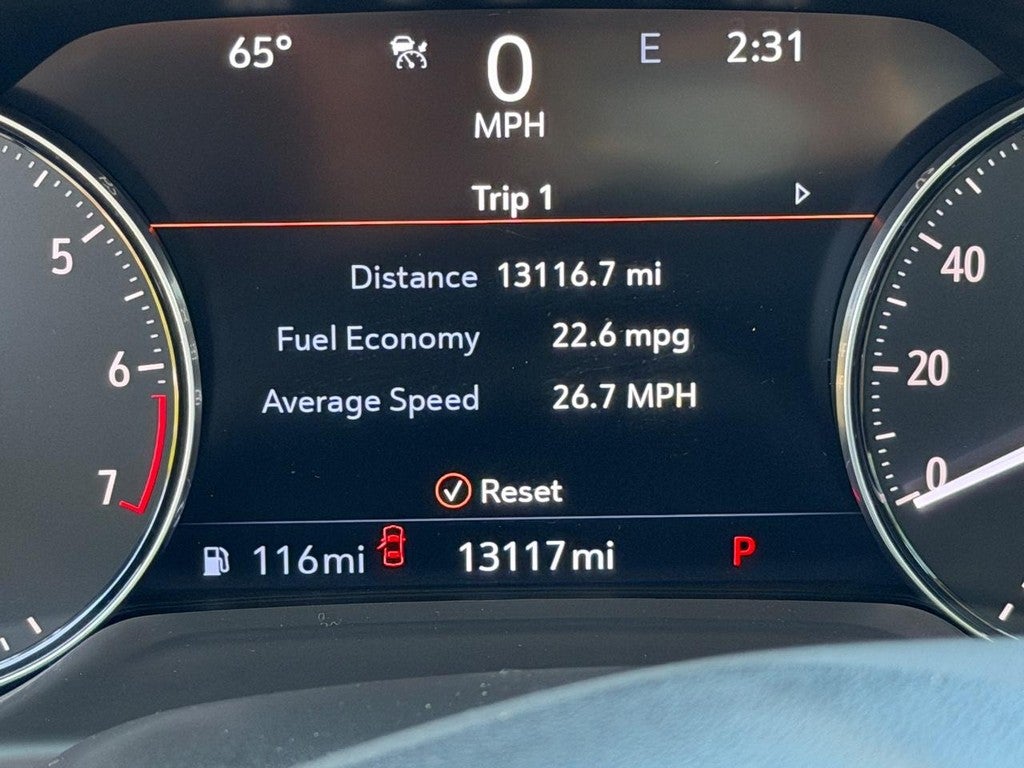 65° 0 E 2:31
MPH
Trip 1
Distance 13116.7 mi
Fuel Economy 22.6 mpg
Average Speed 26.7 MPH
Reset
116mi 13117mi P
5
6
7
40
20
0